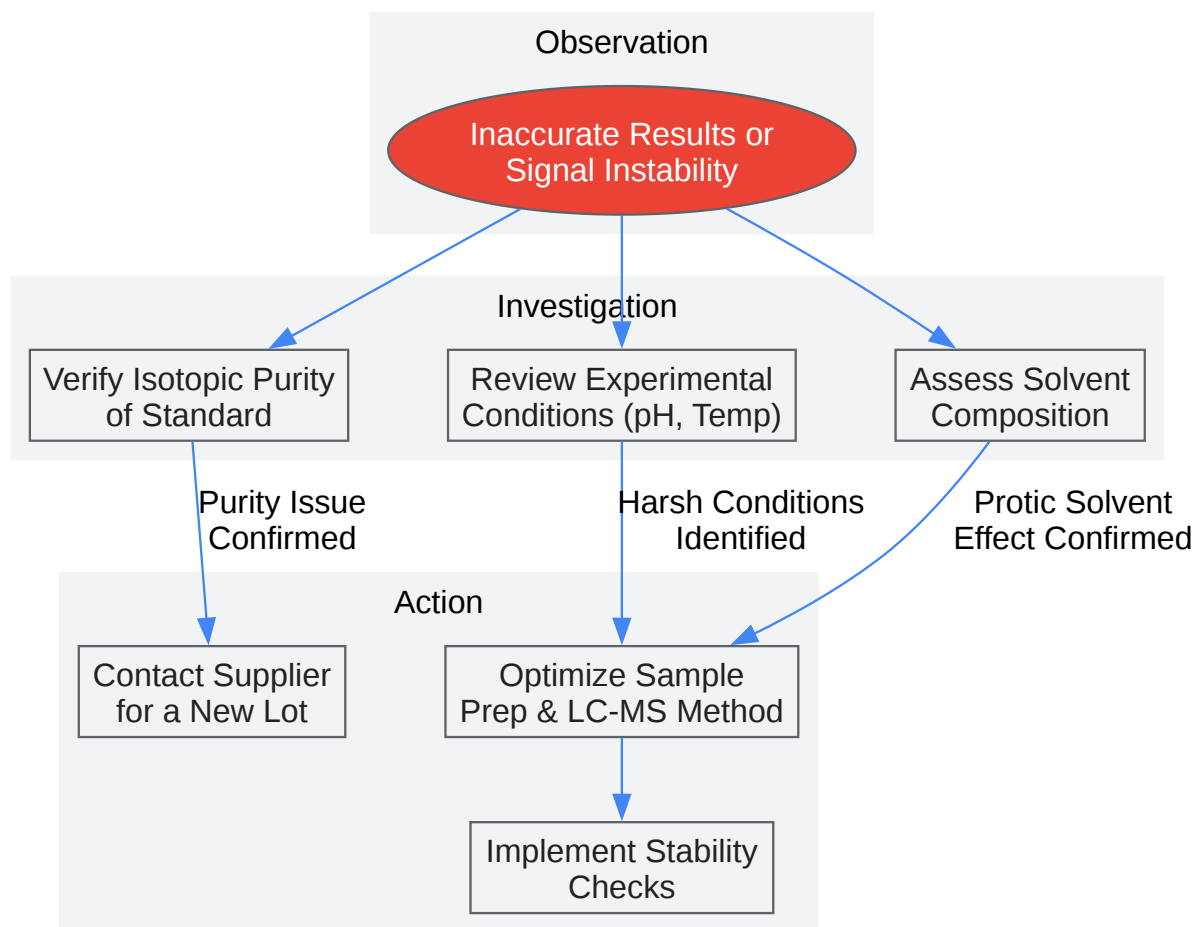 Observation
Inaccurate Results or
Signal Instability
Investigation
Verify Isotopic Purity
of Standard
Review Experimental
Conditions (pH, Temp)
Assess Solvent
Composition
Purity Issue
Confirmed
Harsh Conditions
Identified
Protic Solvent
Effect Confirmed
Action
Contact Supplier
for a New Lot
Optimize Sample
Prep & LC-MS Method
Implement Stability
Checks